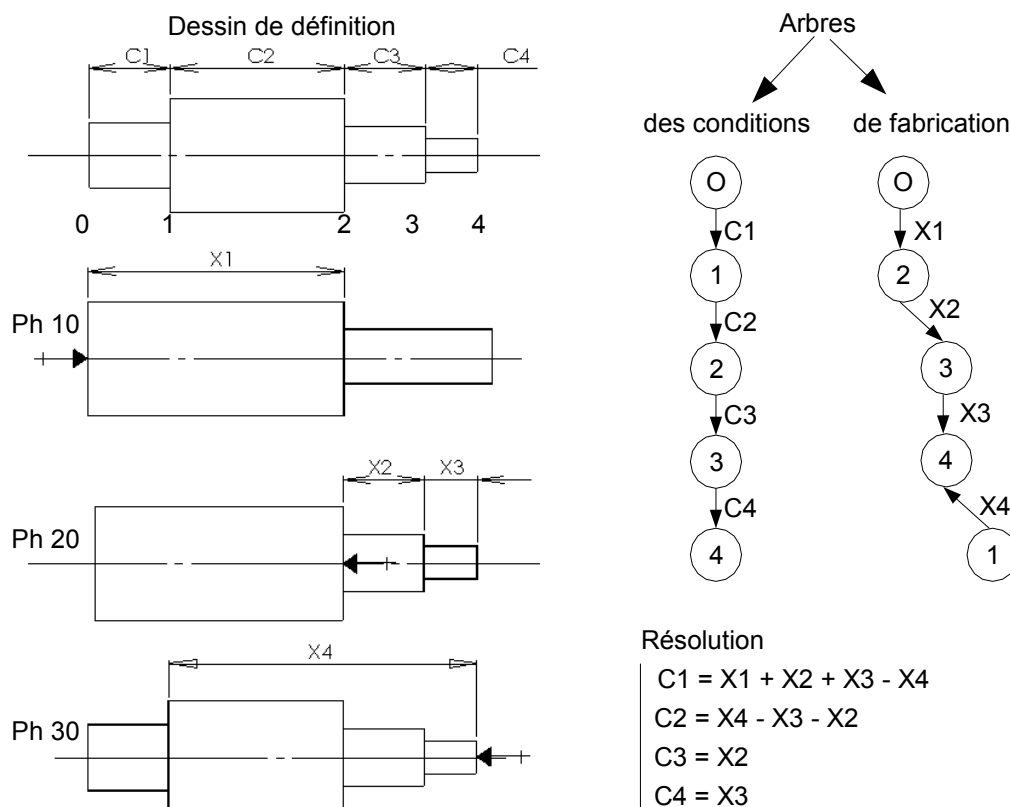 Dessin de définition
C1 C2 C3 C4
0 1 2 3 4
X1
Ph 10
X2 X3
Ph 20
X4
Ph 30
Arbres
des conditions de fabrication
O
C1
1
C2
2
C3
3
C4
4
O
X1
2
X2
3
X3
4
X4
1
Résolution
C1 = X1 + X2 + X3 - X4
C2 = X4 - X3 - X2
C3 = X2
C4 = X3